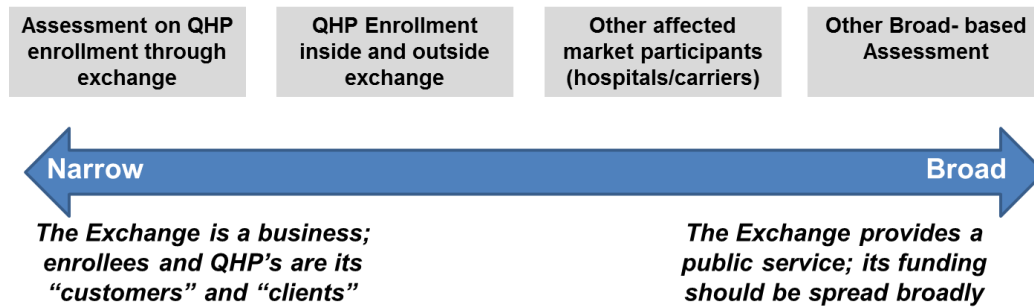 Assessment on QHP
enrollment through
exchange
QHP Enrollment
inside and outside
exchange
Other affected
market participants
(hospitals/carriers)
Other Broad- based
Assessment
Narrow
Broad
The Exchange is a business;
enrollees and QHP's are its
“customers” and “clients”
The Exchange provides a
public service; its funding
should be spread broadly